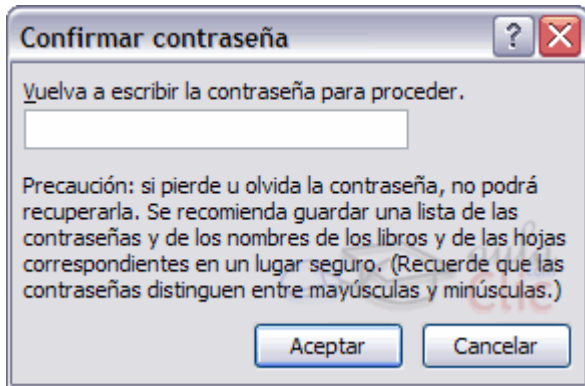 Confirmar contraseña
Vuelva a escribir la contraseña para proceder.
Precaución: si pierde u olvida la contraseña, no podrá
recuperarla. Se recomienda guardar una lista de las
contraseñas y de los nombres de los libros y de las hojas
correspondientes en un lugar seguro. (Recuerde que las
contraseñas distinguen entre mayúsculas y minúsculas.)
aula
Clic
Aceptar
Cancelar